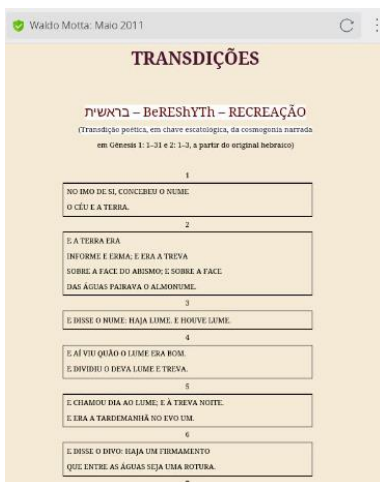 Waldo Motta: Maio 2011
TRANSDIÇÕES
בראשית – BeREShYTh – RECREAÇÃO
(Transdição poética, em chave escatológica, da cosmogonia narrada
em Gênesis 1: 1–31 e 2: 1–3, a partir do original hebraico)
1
NO IMO DE SI, CONCEBEU O NUME
O CÉU E A TERRA.
2
E A TERRA ERA
INFORME E ERMA; E ERA A TREVA
SOBRE A FACE DO ABISMO; E SOBRE A FACE
DAS ÁGUAS PAIRAVA O ALMONUME.
3
E DISSE O NUME: HAJA LUME. E HOUVE LUME.
4
E AÍ VIU QUÃO O LUME ERA BOM.
E DIVIDIU O DEVA LUME E TREVA.
5
E CHAMOU DIA AO LUME; E À TREVA NOITE.
E ERA A TARDEMANHÃ NO EVO UM.
6
E DISSE O DIVO: HAJA UM FIRMAMENTO
QUE ENTRE AS ÁGUAS SEJA UMA ROTURA.